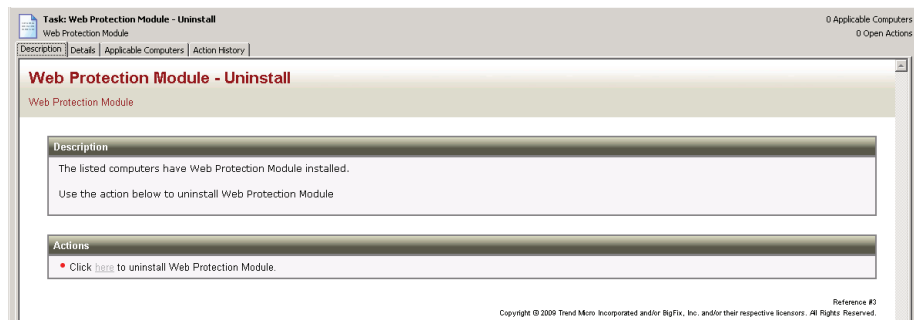 Task: Web Protection Module - Uninstall
0 Applicable Computers
Web Protection Module
0 Open Actions
Description
Details
Applicable Computers
Action History
Web Protection Module - Uninstall
Web Protection Module
Description
The listed computers have Web Protection Module installed.
Use the action below to uninstall Web Protection Module
Actions
Click here to uninstall Web Protection Module.
Reference #3
Copyright © 2009 Trend Micro Incorporated and/or BigFix, Inc. and/or their respective licensors. All Rights Reserved.